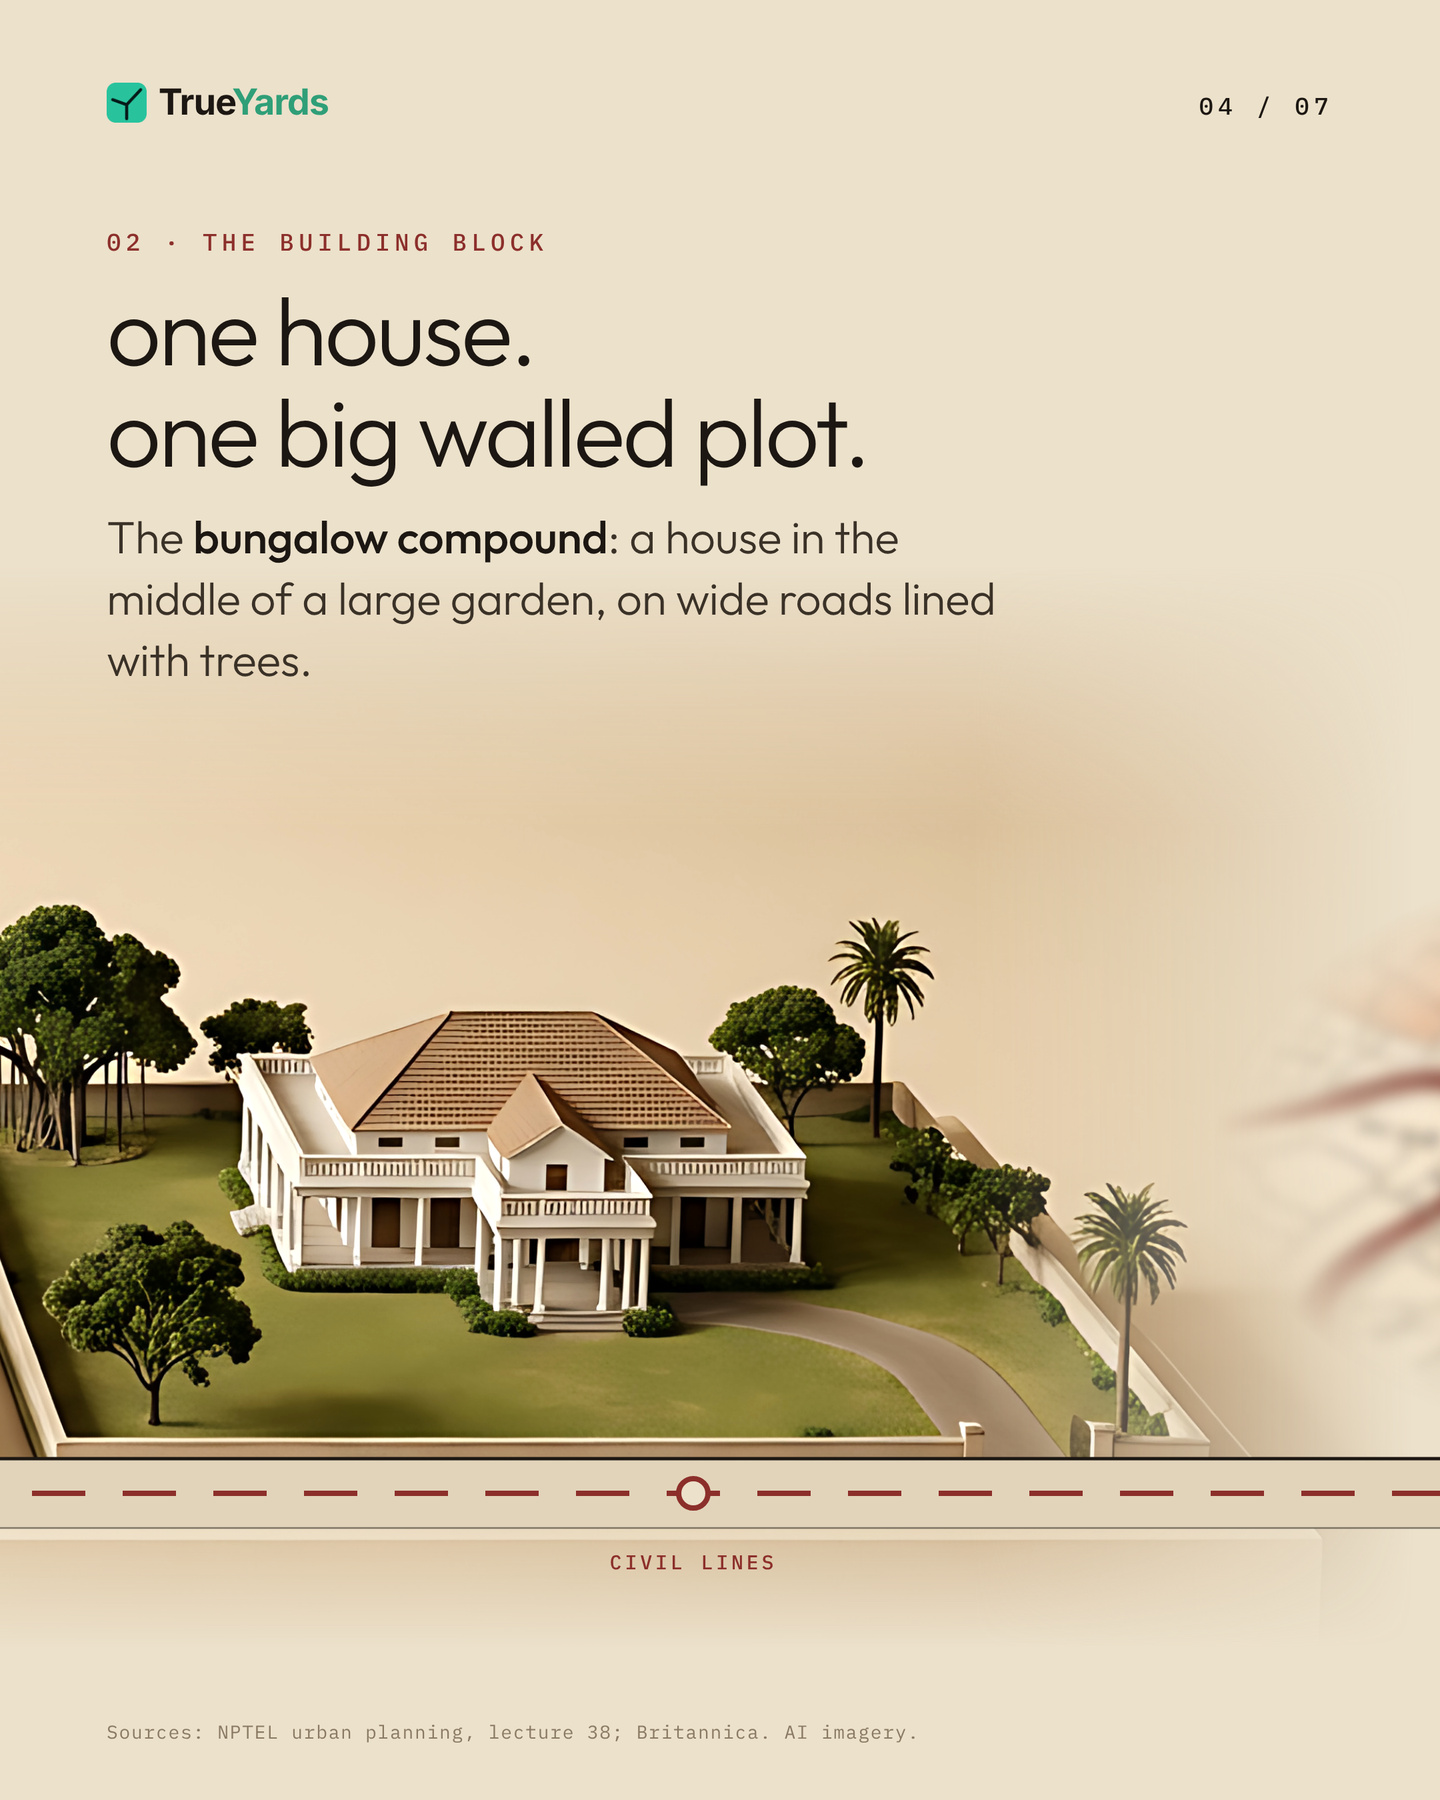 TrueYards
04 / 07
02 · THE BUILDING BLOCK
one house.
one big walled plot.
The bungalow compound: a house in the
middle of a large garden, on wide roads lined
with trees.
CIVIL LINES
Sources: NPTEL urban planning, lecture 38; Britannica. AI imagery.